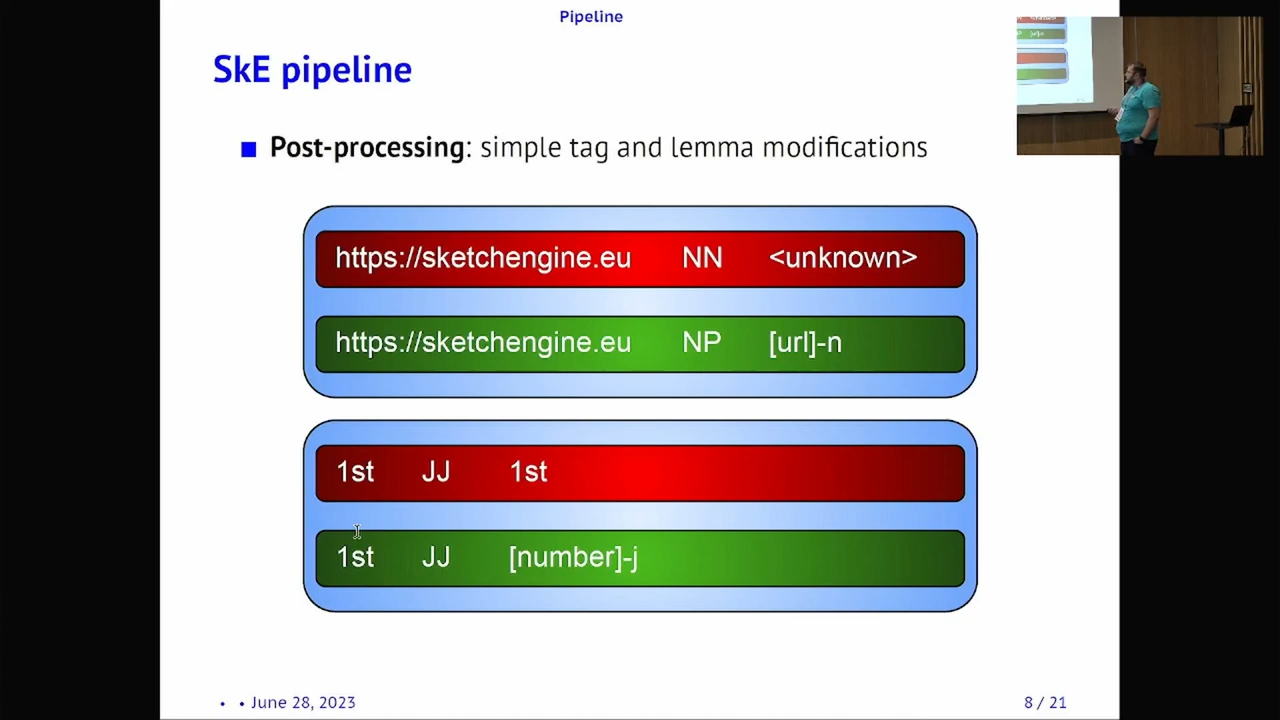 Pipeline
SkE pipeline
Post-processing: simple tag and lemma modifications
https://sketchengine.eu NN <unknown>
https://sketchengine.eu NP [url]-n
1st JJ 1st
1st JJ [number]-j
• • June 28, 2023
8 / 21